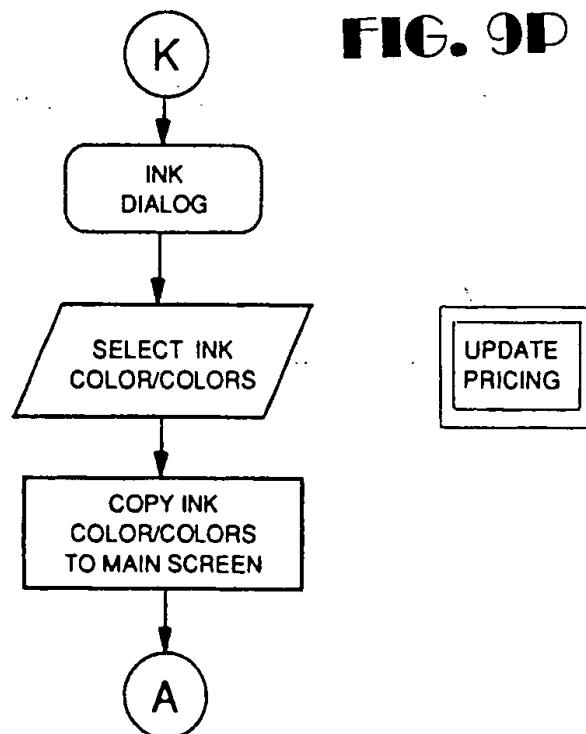 FIG. 9P
K
INK
DIALOG
SELECT INK
COLOR/COLORS
UPDATE
PRICING
COPY INK
COLOR/COLORS
TO MAIN SCREEN
A